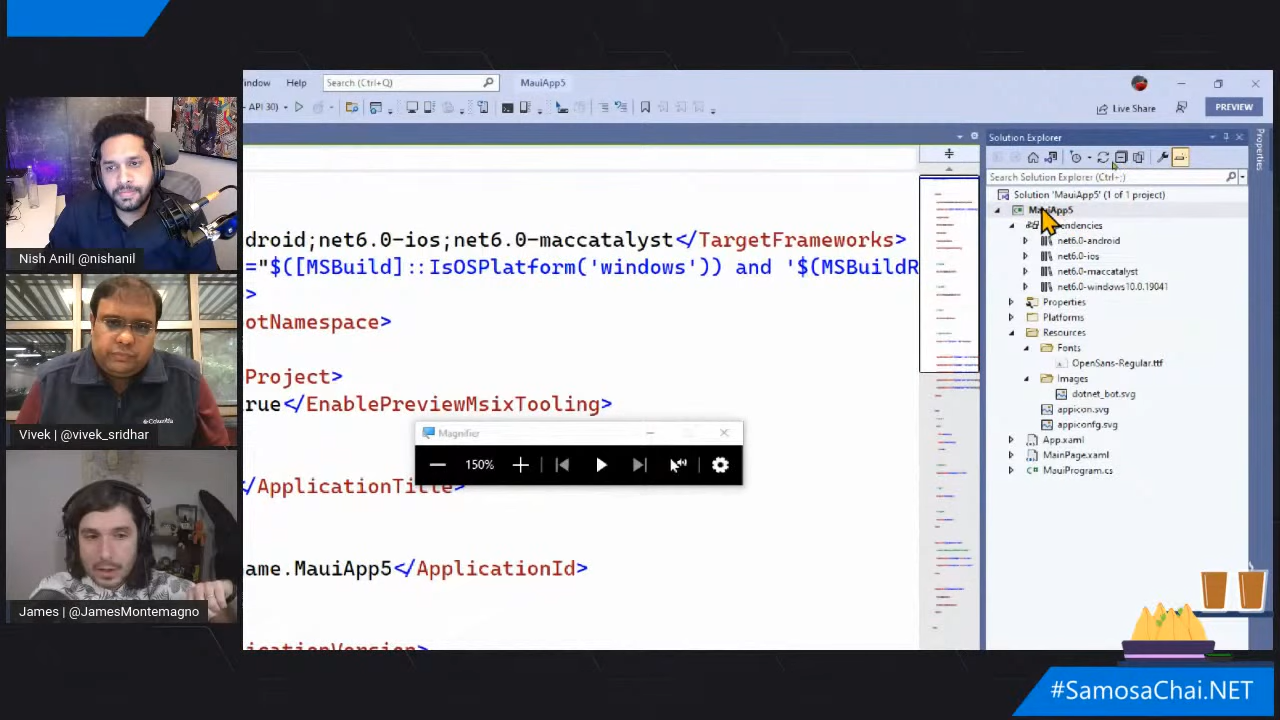 Nish Anil| @nishanil
Vivek | @vivek_sridhar
James | @JamesMontemagno
Help
Search (Ctrl+Q)
MauiApp5
API 30)
Live Share
PREVIEW
droid;net6.0-ios;net6.0-maccatalyst</TargetFrameworks>
="$([MSBuild]::IsOSPlatform('windows')) and '$(MSBuildR
>
otNamespace>
Project>
rue</EnablePreviewMsixTooling>
/ApplicationTitle>
ame.MauiApp5</ApplicationId>
Magnifier
150%
Solution Explorer
Search Solution Explorer (Ctrl+;)
Solution 'MauiApp5' (1 of 1 project)
MauiApp5
pendencies
net6.0-android
net6.0-ios
net6.0-maccatalyst
net6.0-windows10.0.19041
Properties
Platforms
Resources
Fonts
OpenSans-Regular.ttf
Images
dotnet_bot.svg
appicon.svg
appiconfg.svg
App.xaml
MainPage.xaml
MauiProgram.cs
Properties
#SamosaChai.NET